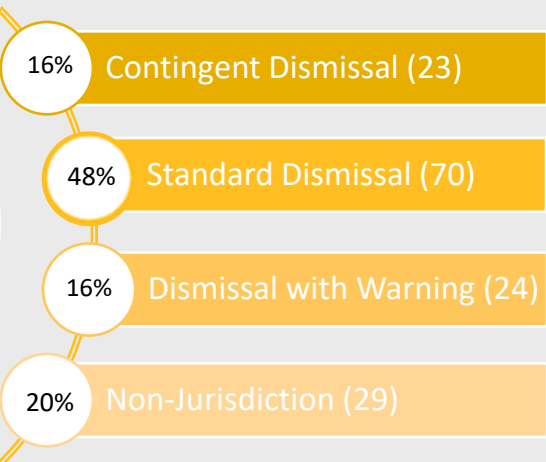 16% Contingent Dismissal (23)
48% Standard Dismissal (70)
16% Dismissal with Warning (24)
20% Non-Jurisdiction (29)